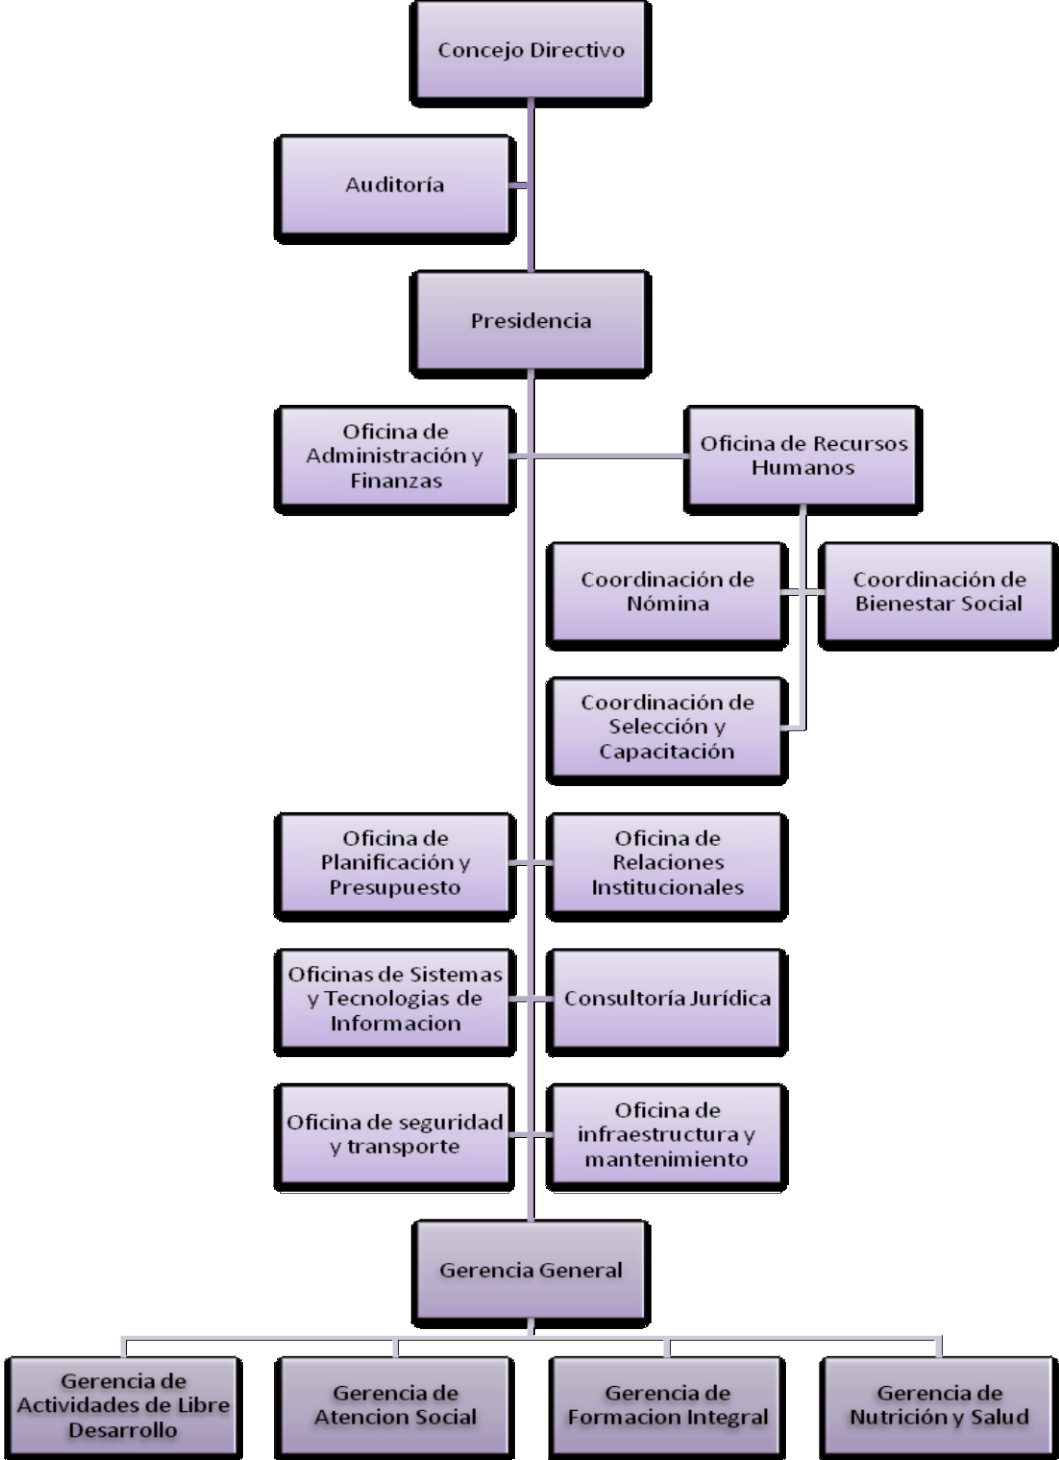 Concejo Directivo
Auditoría
Presidencia
Oficina de
Administración y
Finanzas
Oficina de Recursos
Humanos
Coordinación de
Nómina
Coordinación de
Bienestar Social
Coordinación de
Selección y
Capacitación
Oficina de
Planificación y
Presupuesto
Oficina de
Relaciones
Institucionales
Oficinas de Sistemas
y Tecnologias de
Informacion
Consultoría Jurídica
Oficina de seguridad
y transporte
Oficina de
infraestructura y
mantenimiento
Gerencia General
Gerencia de
Actividades de Libre
Desarrollo
Gerencia de
Atencion Social
Gerencia de
Formacion Integral
Gerencia de
Nutrición y Salud